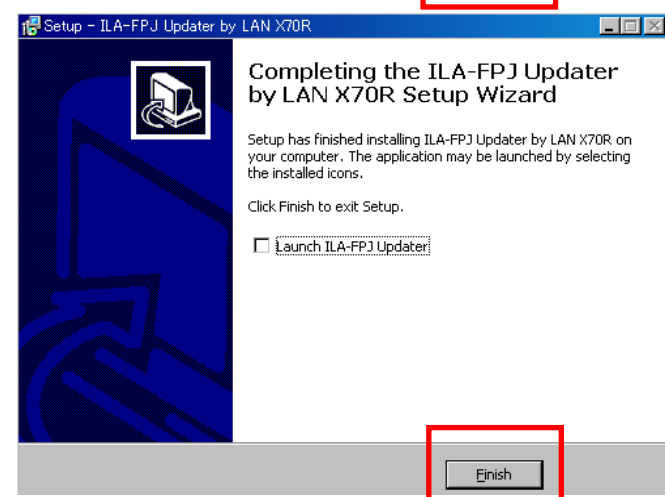 Setup - ILA-FPJ Updater by LAN X70R
Completing the ILA-FPJ Updater
by LAN X70R Setup Wizard
Setup has finished installing ILA-FPJ Updater by LAN X70R on
your computer. The application may be launched by selecting
the installed icons.
Click Finish to exit Setup.
Launch ILA-FPJ Updater
Finish